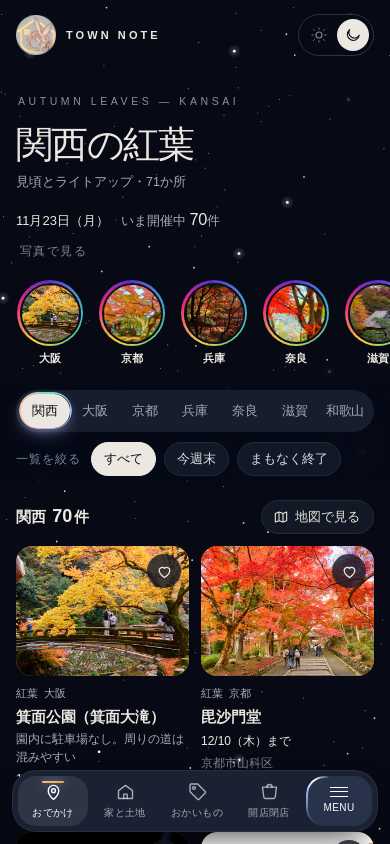 TOWN NOTE
AUTUMN LEAVES — KANSAI
関西の紅葉
見頃とライトアップ・71か所
11月23日（月） いま開催中 70件
写真で見る
大阪 京都 兵庫 奈良 滋賀
関西 大阪 京都 兵庫 奈良 滋賀 和歌山
一覧を絞る すべて 今週末 まもなく終了
関西 70件 地図で見る
紅葉 大阪
箕面公園（箕面大滝）
園内に駐車場なし。周りの道は
混みやすい
紅葉 京都
毘沙門堂
12/10（木）まで
京都市山科区
おでかけ 家と土地 おかいもの 開店閉店 MENU